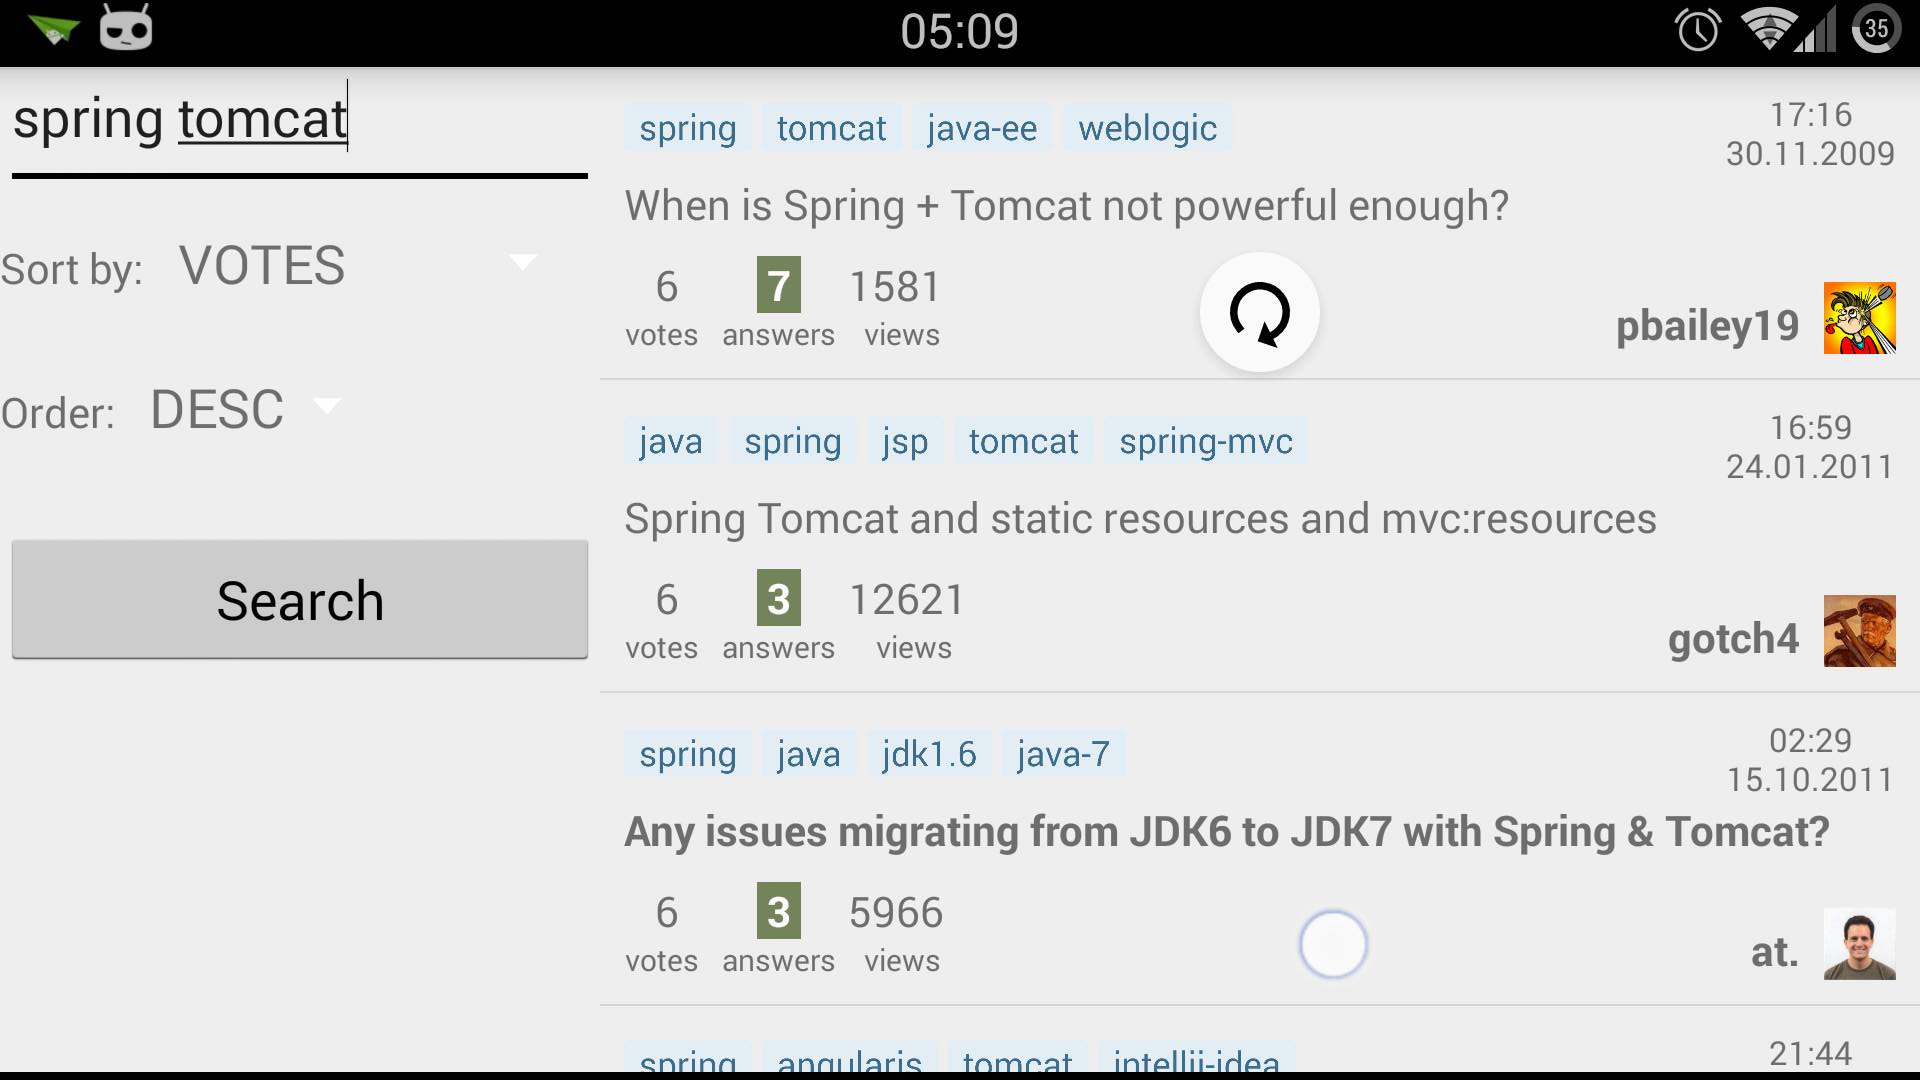 05:09
35
spring tomcat
Sort by: VOTES
Order: DESC
Search
spring tomcat java-ee weblogic
17:16
30.11.2009
When is Spring + Tomcat not powerful enough?
6 7 1581
votes answers views
pbailey19
java spring jsp tomcat spring-mvc
16:59
24.01.2011
Spring Tomcat and static resources and mvc:resources
6 3 12621
votes answers views
gotch4
spring java jdk1.6 java-7
02:29
15.10.2011
Any issues migrating from JDK6 to JDK7 with Spring & Tomcat?
6 3 5966
votes answers views
at.
spring angularjs tomcat intellij-idea
21:44